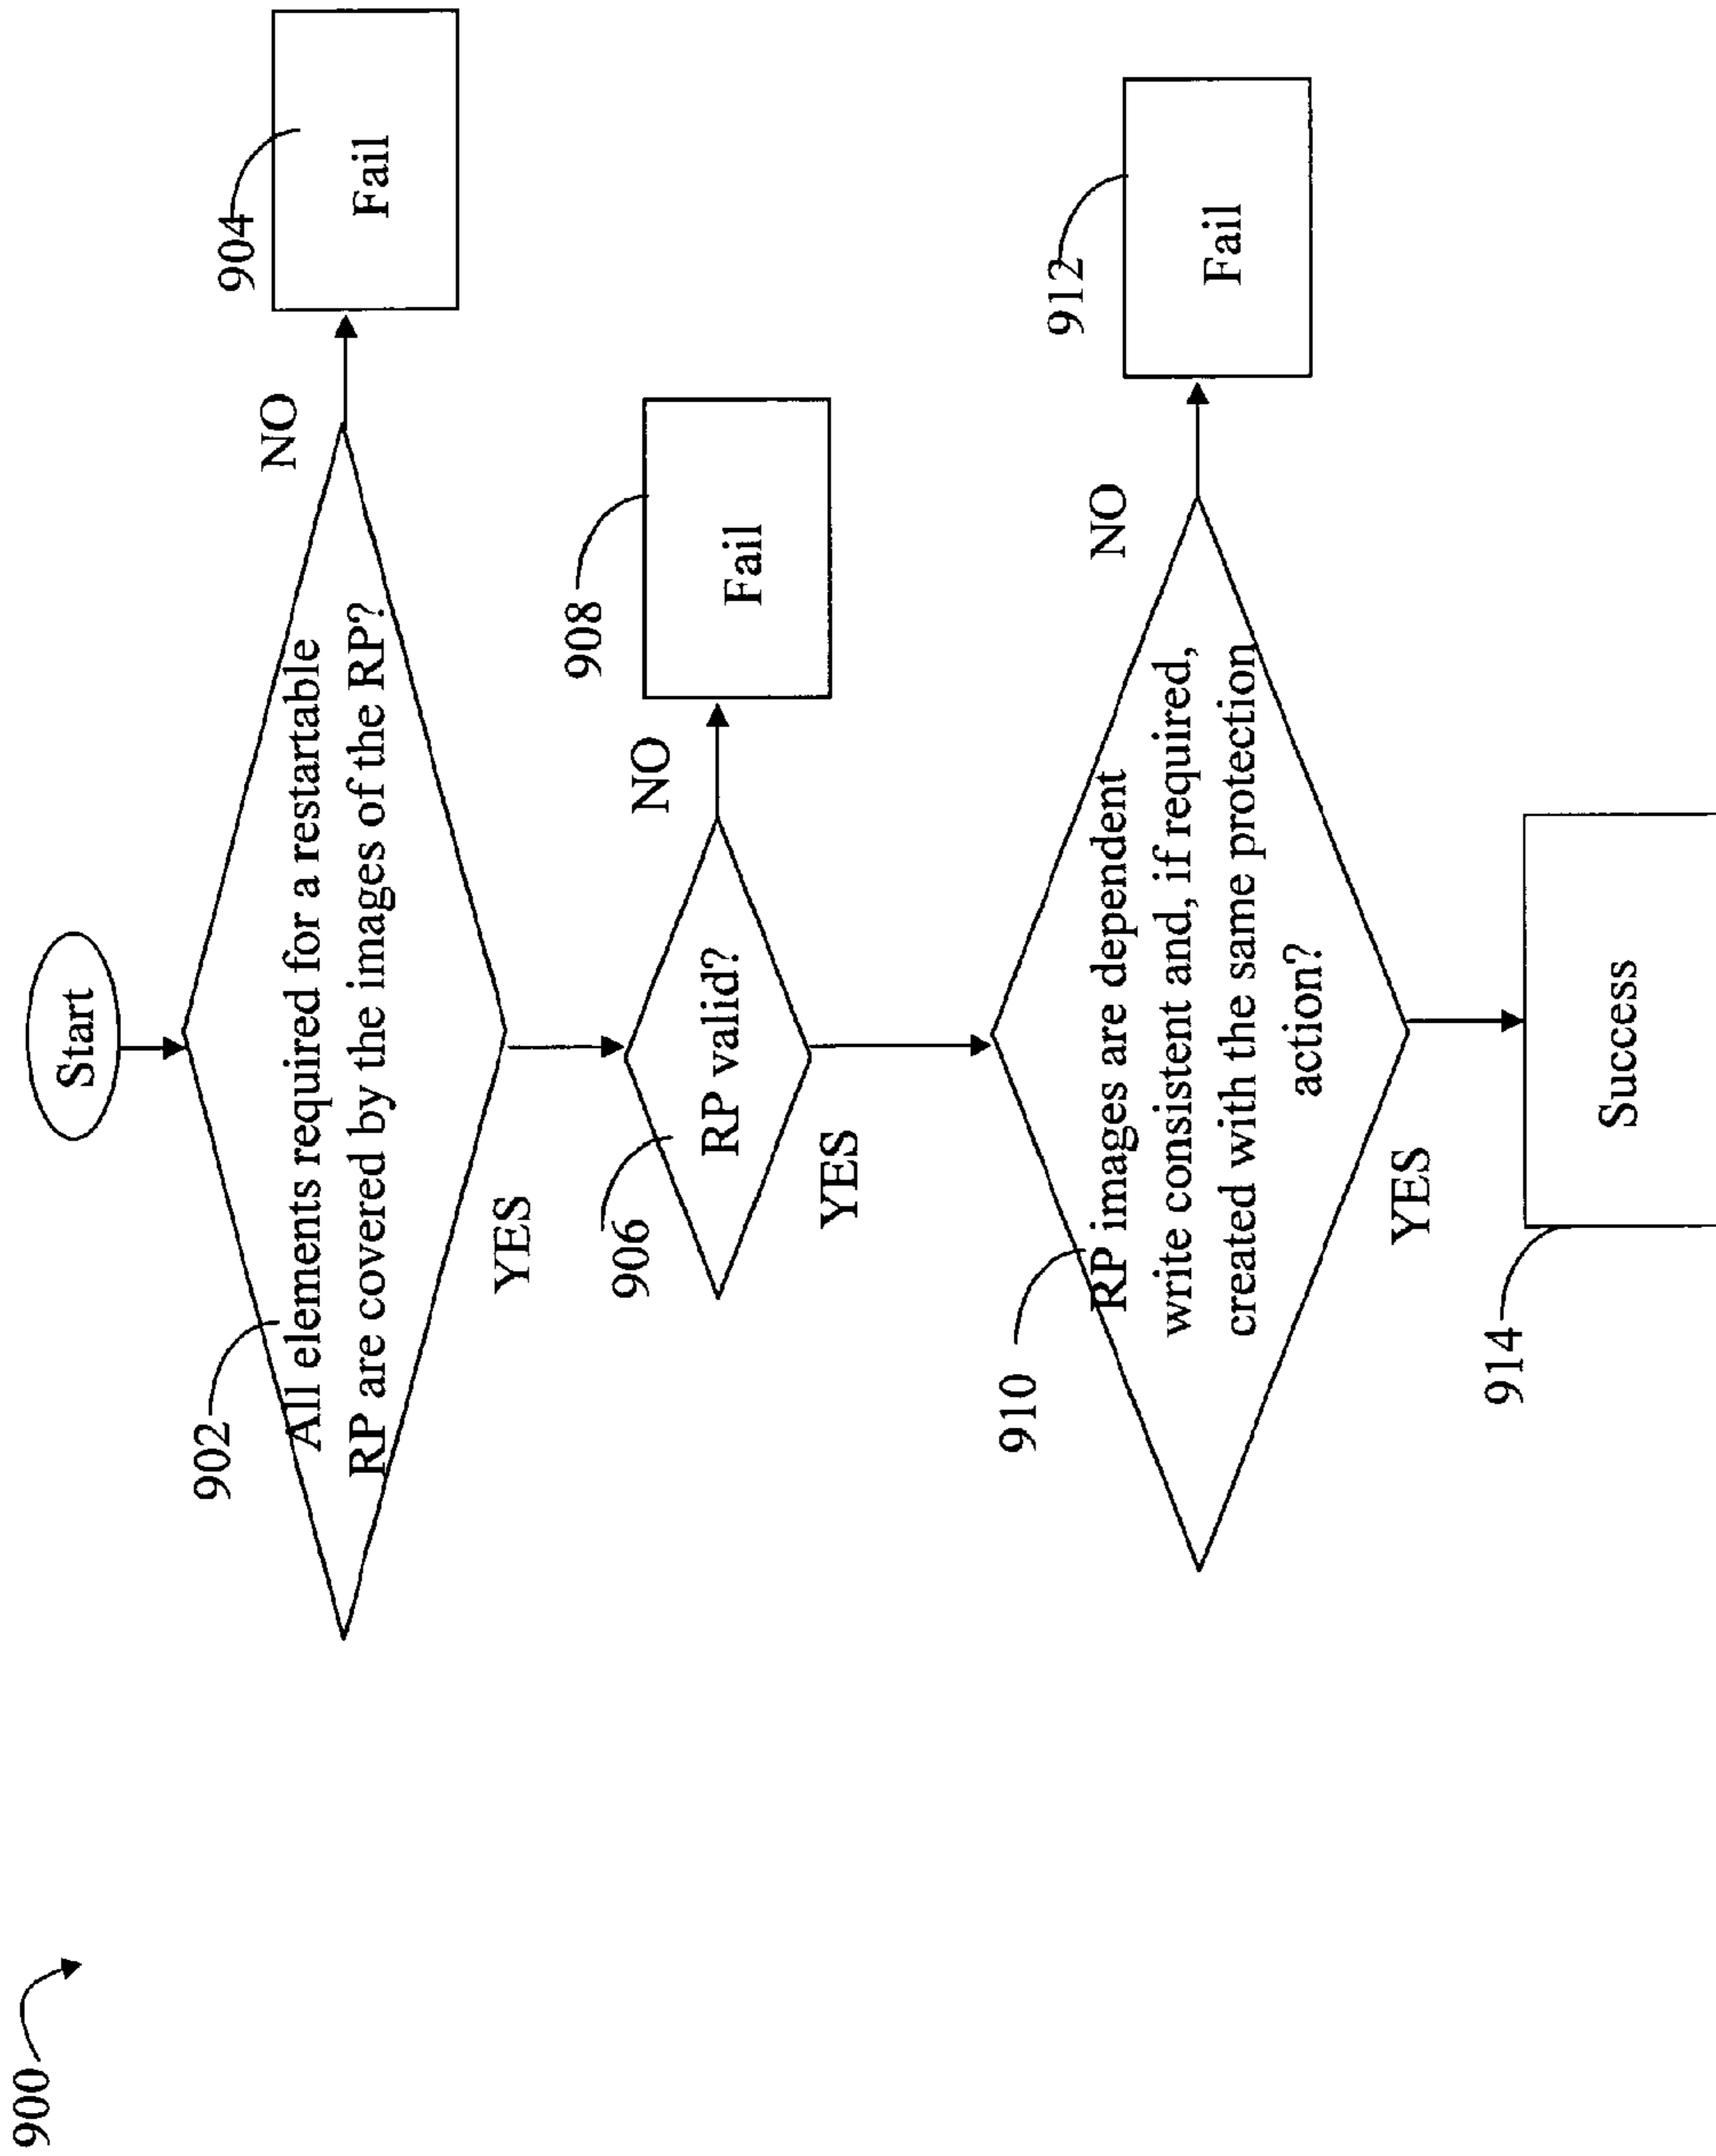 900
Start
902
All elements required for a restartable
RP are covered by the images of the RP?
NO
904
Fail
YES
906
RP valid?
NO
908
Fail
YES
910
RP images are dependent
write consistent and, if required,
created with the same protection
action?
NO
912
Fail
YES
914
Success